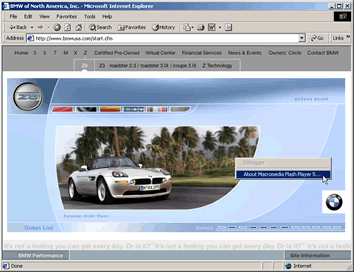 BMW of North America, Inc. - Microsoft Internet Explorer
File Edit View Favorites Tools Help
Back Search Favorites History
Address http://www.bmwusa.com/start.cfm Go Links
Home 3 5 7 X Z Certified Pre-Owned Virtual Center Financial Services News & Events Owners' Circle Contact BMW
Z3 roadster 2.3 / roadster 3.0i / coupe 3.0i Z Technology
Z8
Debugger
About Macromedia Flash Player 5...
European Model Shown
Guest List
It's not a feeling you can get every day. Or is it? It's not a feeling you can get every day. Or is it? It's not a feel
BMW Performance
Site Information
Done
Internet